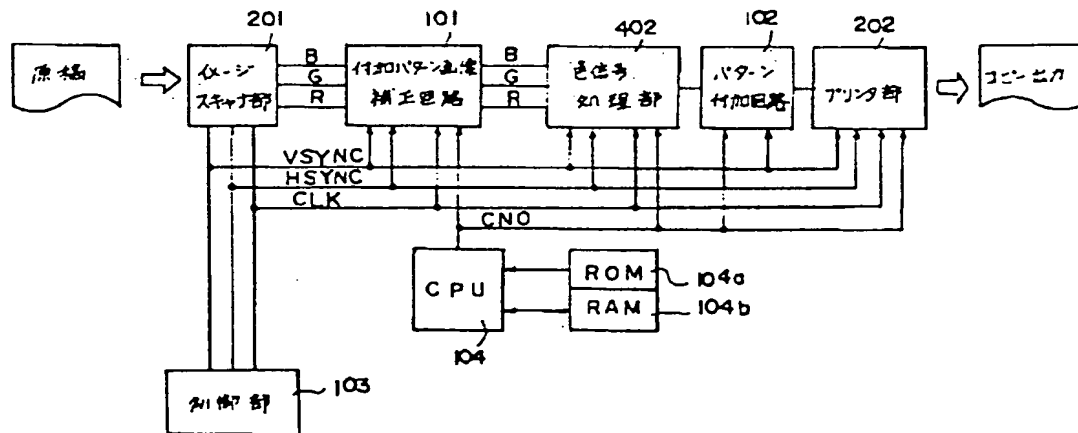 201
101
402
102
202
原稿
イメージ
スキャナ部
B
G
R
付加パターン画像
補正回路
B
G
R
色信号
処理部
パターン
付加回路
プリンタ部
コピー出力
VSYNC
HSYNC
CLK
CNO
CPU
ROM
RAM
104a
104b
104
制御部
103